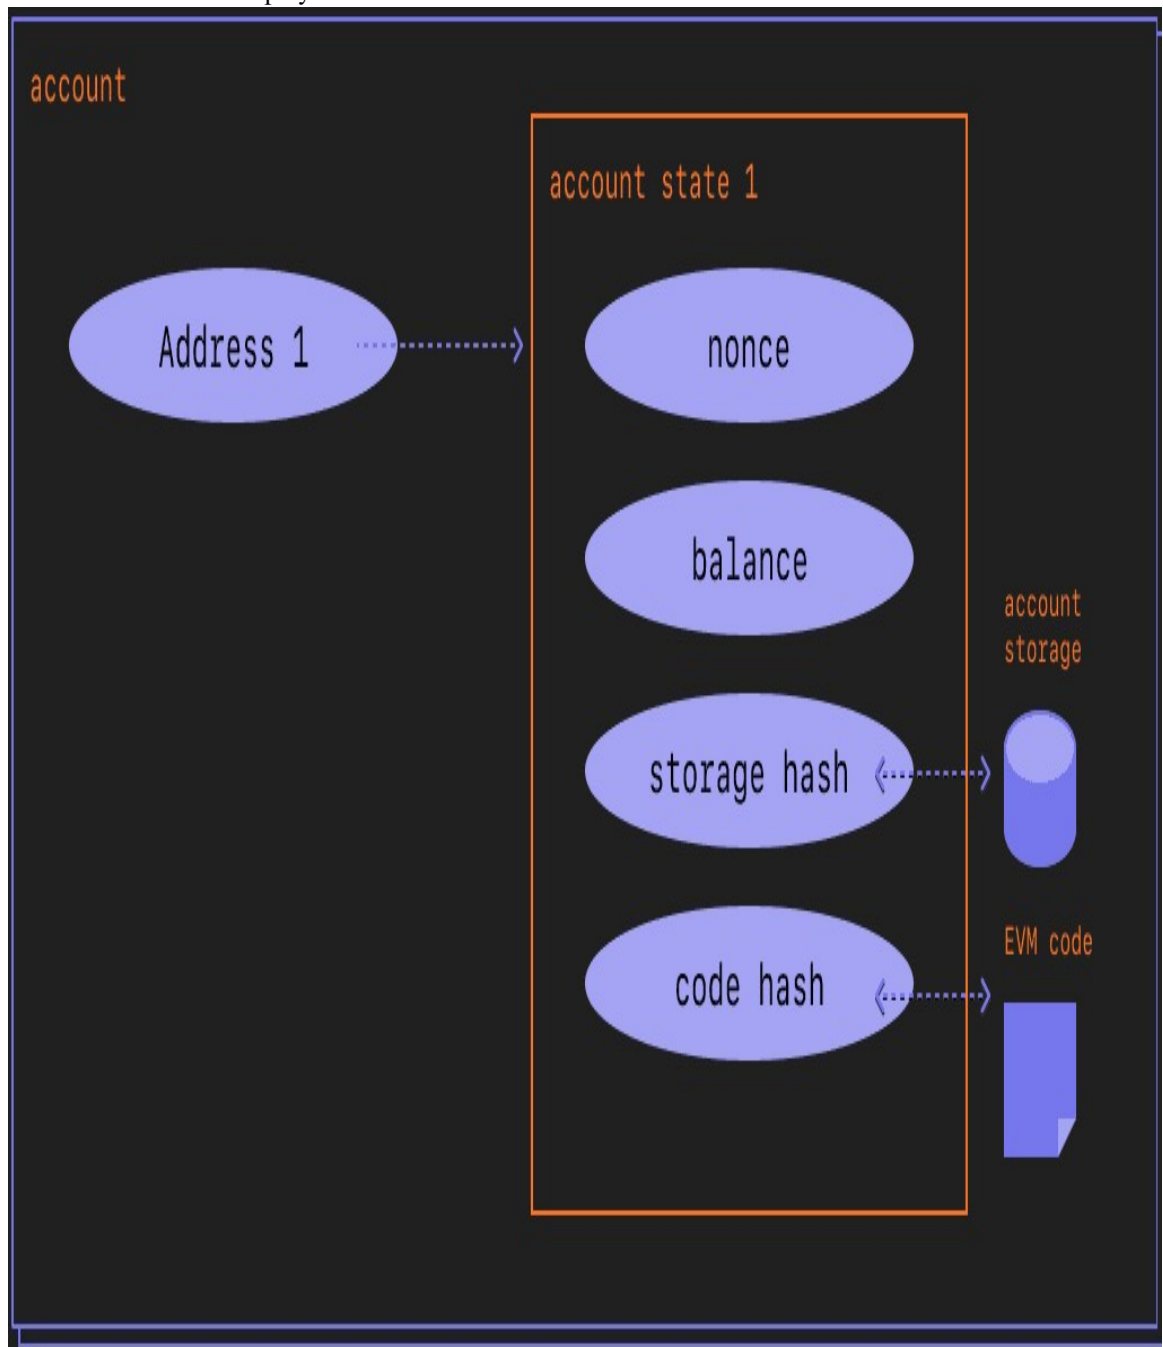 account
account state 1
Address 1
nonce
balance
account
storage
storage hash
EVM code
code hash